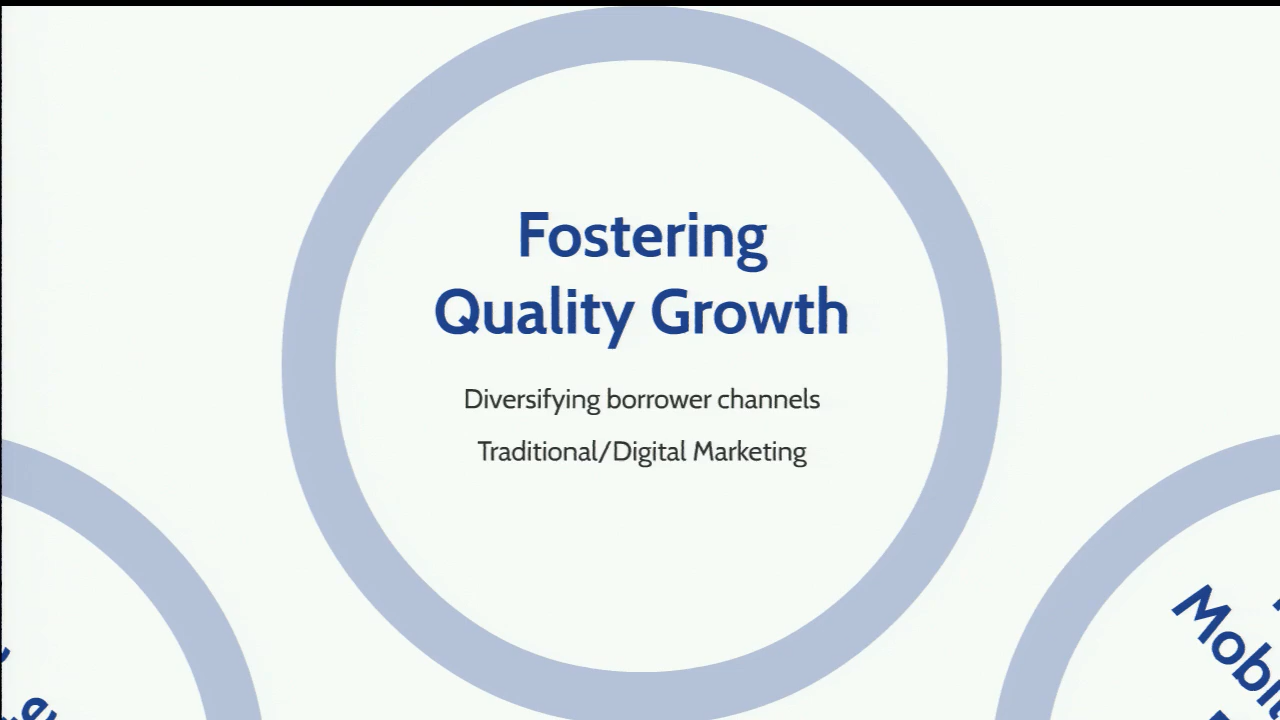 Fostering
Quality Growth
Diversifying borrower channels
Traditional/Digital Marketing